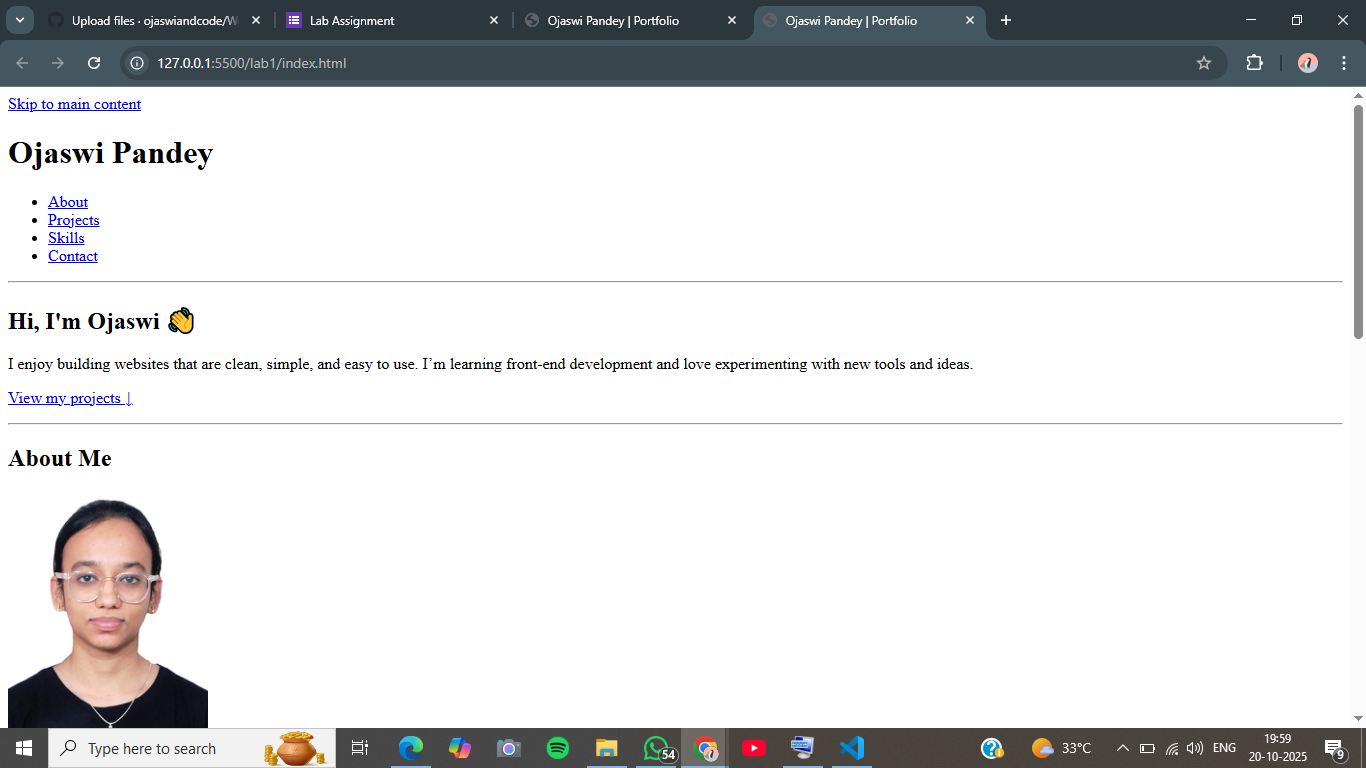 Upload files · ojaswiandcode/W
Lab Assignment
Ojaswi Pandey | Portfolio
Ojaswi Pandey | Portfolio
127.0.0.1:5500/lab1/index.html
Skip to main content
Ojaswi Pandey
About
Projects
Skills
Contact
Hi, I'm Ojaswi 👋
I enjoy building websites that are clean, simple, and easy to use. I’m learning front-end development and love experimenting with new tools and ideas.
View my projects ↓
About Me
Type here to search
54
33°C
ENG
19:59
20-10-2025
9